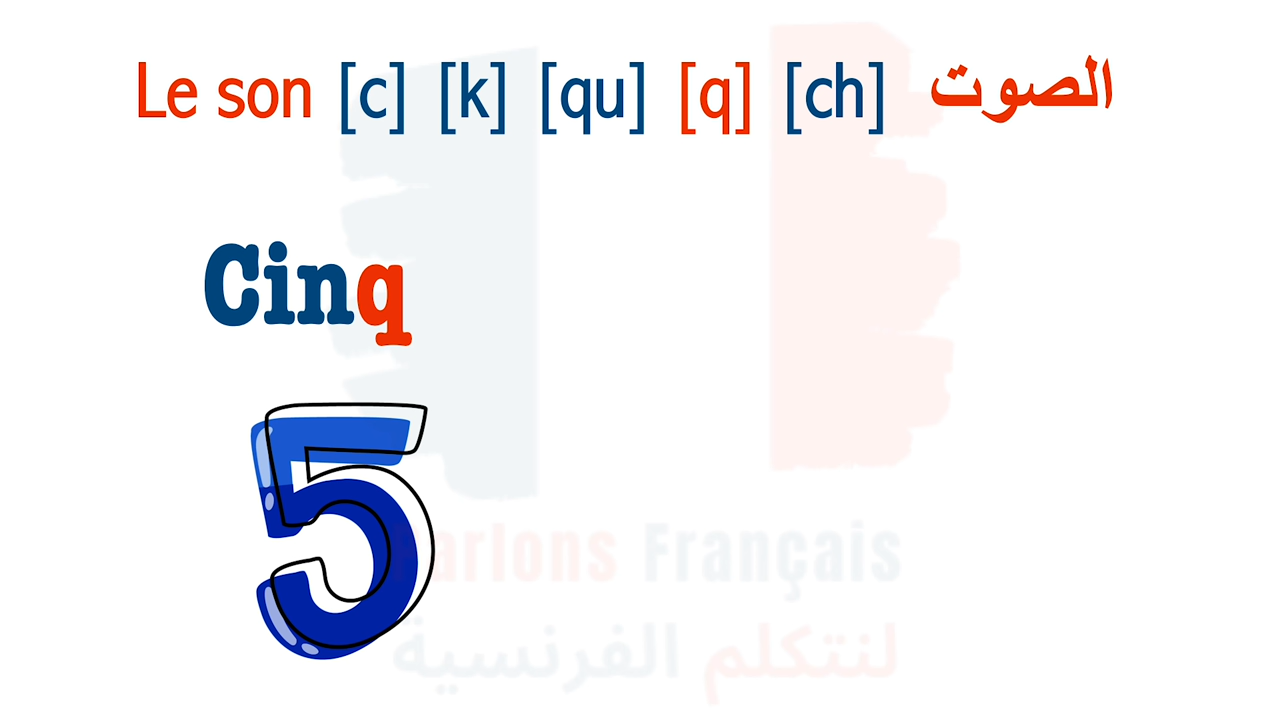 Le son [c] [k] [qu] [q] [ch] الصوت
Cinq
5
Parlons Français
لنتكلم الفرنسية